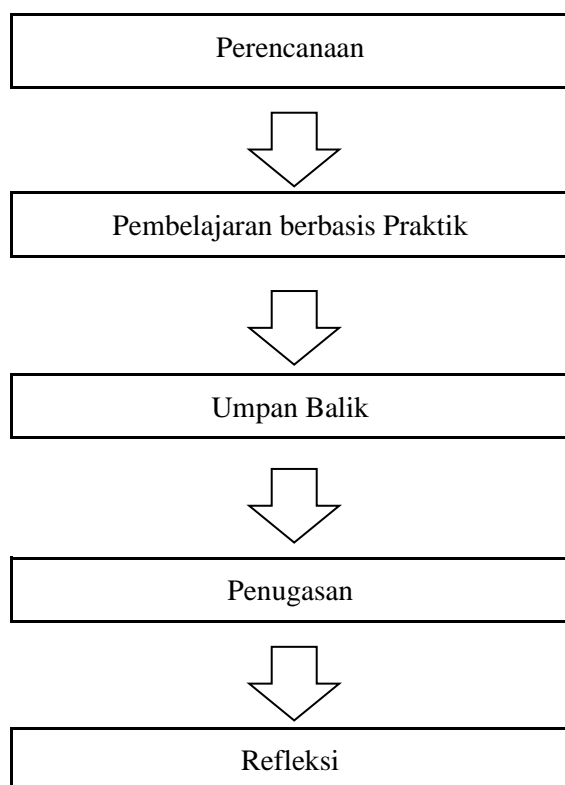 Perencanaan
Pembelajaran berbasis Praktik
Umpan Balik
Penugasan
Refleksi